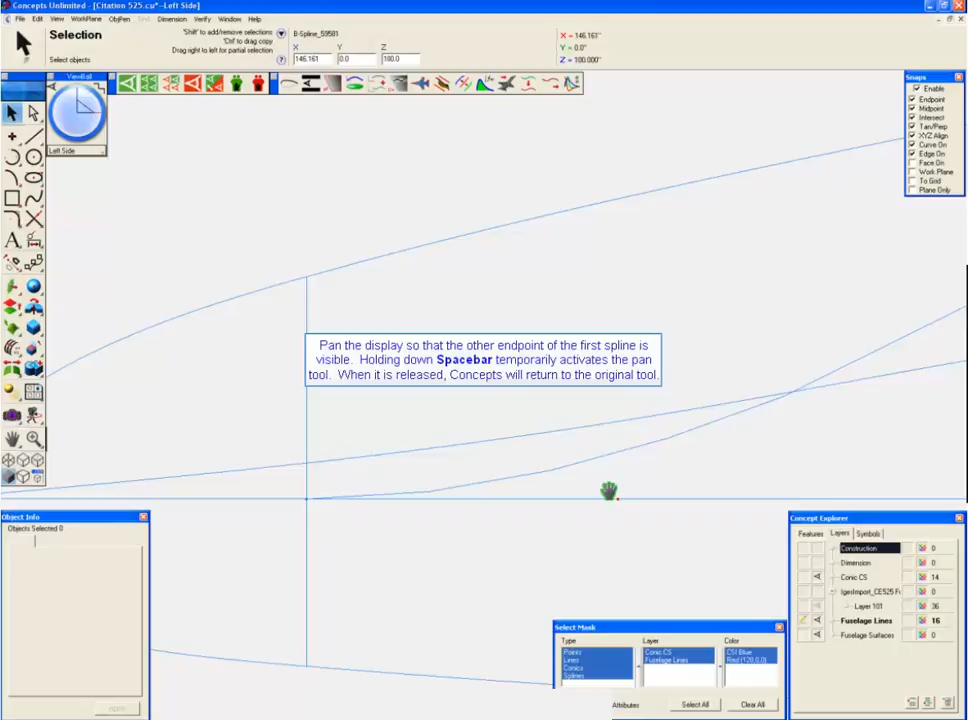 Concepts Unlimited - [Citation 525.cu*--Left Side]
File Edit View WorkPlane ObjPen Dimension Verify Window Help
Selection
Select objects
'Shift' to add/remove selections
'Ctrl' to drag copy
Drag right to left for partial selection
B-Spline_59581
X Y Z
146.161 0.0 100.0
X = 146.161"
Y = 0.0"
Z = 100.000"
ViewBall
Left Side
Snaps
Enable
Endpoint
Midpoint
Intersect
Tan/Perp
XYZ Align
Curve On
Edge On
Face On
Work Plane
To Grid
Plane Only
Pan the display so that the other endpoint of the first spline is
visible. Holding down Spacebar temporarily activates the pan
tool. When it is released, Concepts will return to the original tool.
Object Info
Objects Selected 0
Apply
Select Mask
Type Layer Color
Points
Lines
Conics
Splines
Conic CS
Fuselage Lines
CSI Blue
Red (128,0,0)
Attributes
Select All
Clear All
Concept Explorer
Features Layers Symbols
Construction 0
Dimension 0
Conic CS 14
IgesImport_CE525 0
Layer 101 36
Fuselage Lines 16
Fuselage Surfaces 0